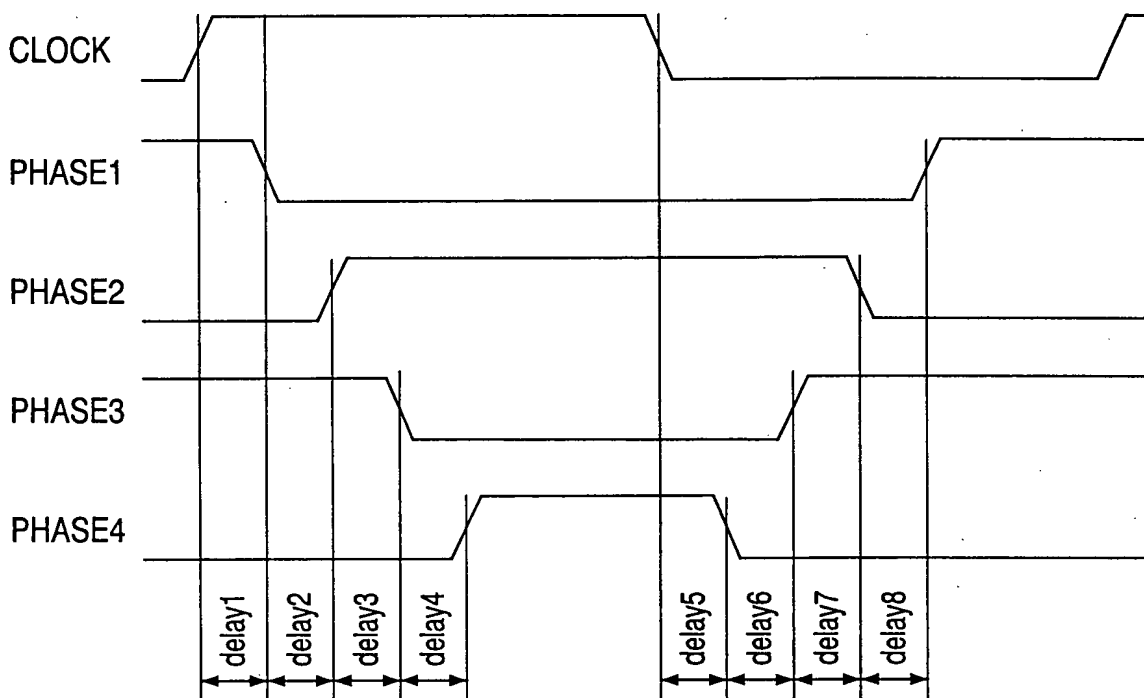 CLOCK
PHASE1
PHASE2
PHASE3
PHASE4
delay1
delay2
delay3
delay4
delay5
delay6
delay7
delay8